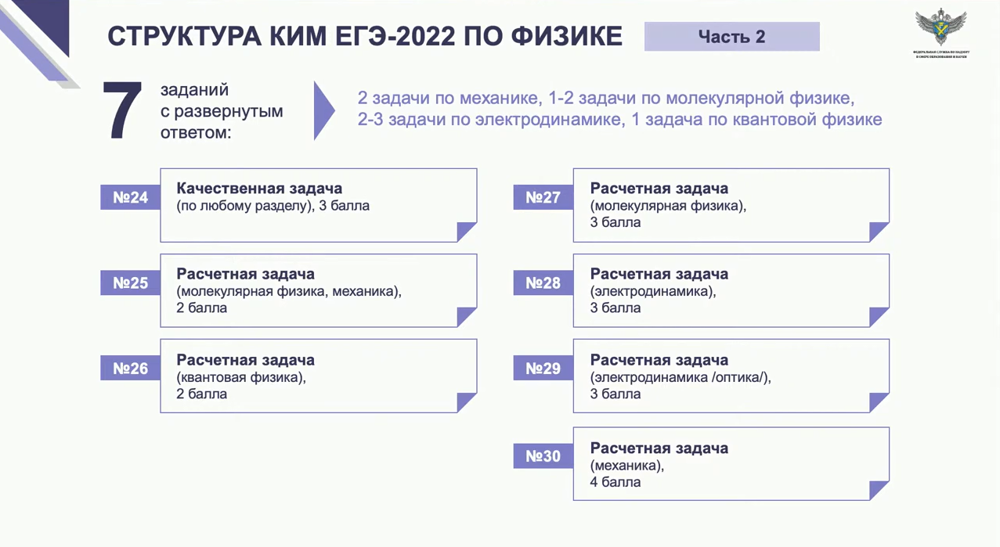 СТРУКТУРА КИМ ЕГЭ-2022 ПО ФИЗИКЕ
Часть 2
ФЕДЕРАЛЬНАЯ СЛУЖБА ПО НАДЗОРУ
В СФЕРЕ ОБРАЗОВАНИЯ И НАУКИ
7
заданий
с развернутым
ответом:
2 задачи по механике, 1-2 задачи по молекулярной физике,
2-3 задачи по электродинамике, 1 задача по квантовой физике
№24
Качественная задача
(по любому разделу), 3 балла
№25
Расчетная задача
(молекулярная физика, механика),
2 балла
№26
Расчетная задача
(квантовая физика),
2 балла
№27
Расчетная задача
(молекулярная физика),
3 балла
№28
Расчетная задача
(электродинамика),
3 балла
№29
Расчетная задача
(электродинамика /оптика/),
3 балла
№30
Расчетная задача
(механика),
4 балла